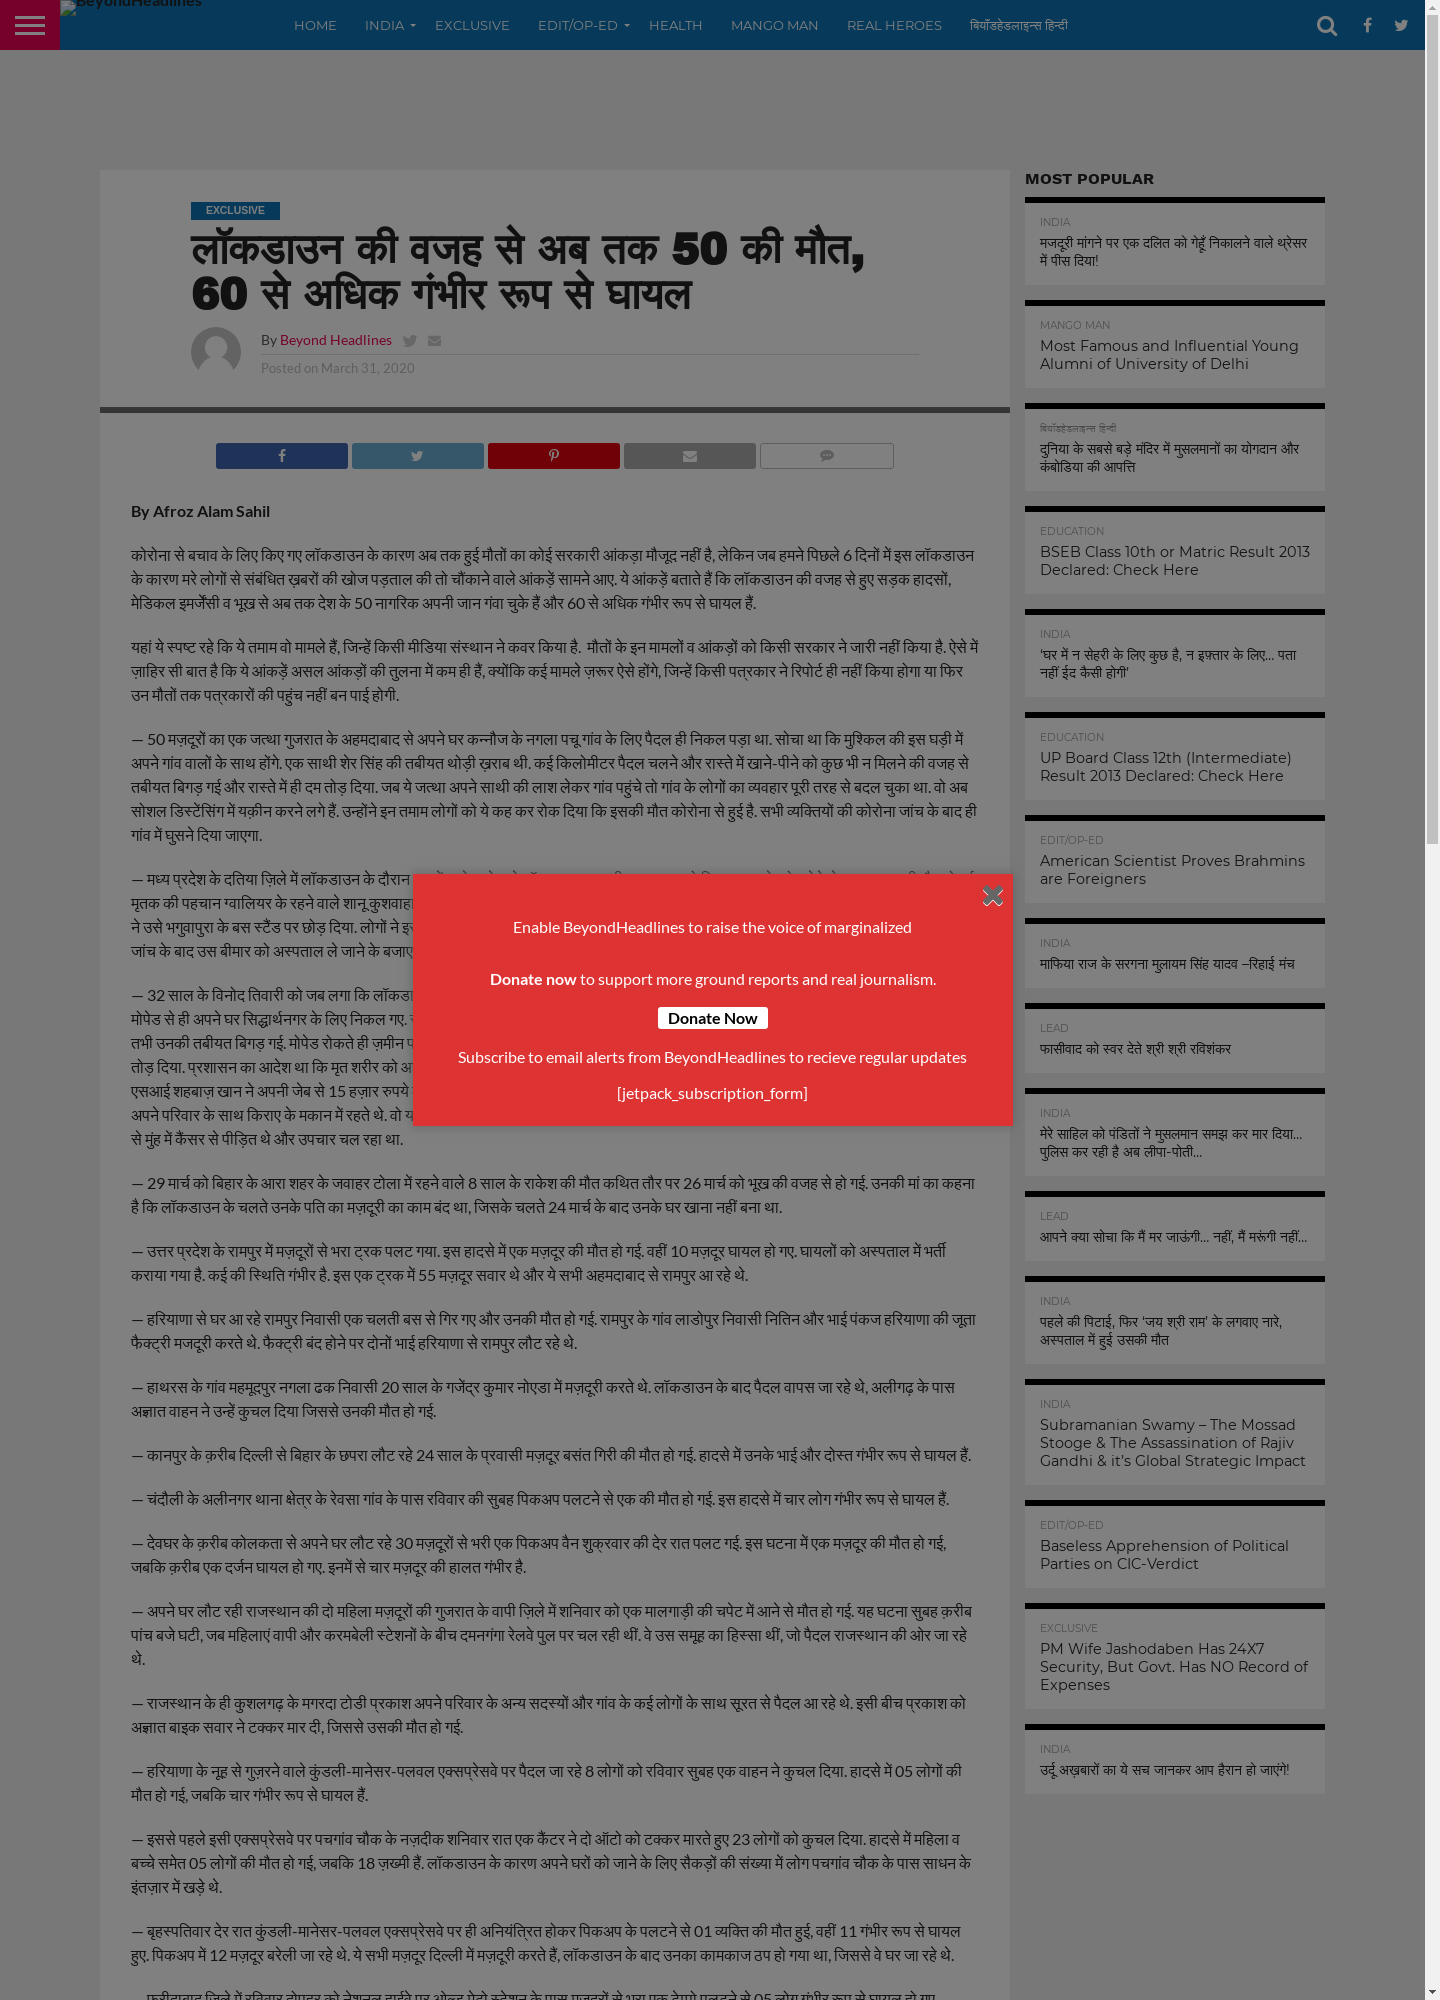 BeyondHeadlines
HOME
INDIA
EXCLUSIVE
EDIT/OP-ED
HEALTH
MANGO MAN
REAL HEROES
बियॉंडहेडलाइन्स हिन्दी
EXCLUSIVE
लॉकडाउन की वजह से अब तक 50 की मौत,
60 से अधिक गंभीर रूप से घायल
By Beyond Headlines
Posted on March 31, 2020
By Afroz Alam Sahil
कोरोना से बचाव के लिए किए गए लॉकडाउन के कारण अब तक हुई मौतों का कोई सरकारी आंकड़ा मौजूद नहीं है, लेकिन जब हमने पिछले 6 दिनों में इस लॉकडाउन
के कारण मरे लोगों से संबंधित ख़बरों की खोज पड़ताल की तो चौंकाने वाले आंकड़ें सामने आए. ये आंकड़ें बताते हैं कि लॉकडाउन की वजह से हुए सड़क हादसों,
मेडिकल इमर्जेंसी व भूख से अब तक देश के 50 नागरिक अपनी जान गंवा चुके हैं और 60 से अधिक गंभीर रूप से घायल हैं.
यहां ये स्पष्ट रहे कि ये तमाम वो मामले हैं, जिन्हें किसी मीडिया संस्थान ने कवर किया है. मौतों के इन मामलों व आंकड़ों को किसी सरकार ने जारी नहीं किया है. ऐसे में
ज़ाहिर सी बात है कि ये आंकड़ें असल आंकड़ों की तुलना में कम ही हैं, क्योंकि कई मामले ज़रूर ऐसे होंगे, जिन्हें किसी पत्रकार ने रिपोर्ट ही नहीं किया होगा या फिर
उन मौतों तक पत्रकारों की पहुंच नहीं बन पाई होगी.
— 50 मज़दूरों का एक जत्था गुजरात के अहमदाबाद से अपने घर कन्नौज के नगला पचू गांव के लिए पैदल ही निकल पड़ा था. सोचा था कि मुश्किल की इस घड़ी में
अपने गांव वालों के साथ होंगे. एक साथी शेर सिंह की तबीयत थोड़ी ख़राब थी. कई किलोमीटर पैदल चलने और रास्ते में खाने-पीने को कुछ भी न मिलने की वजह से
तबीयत बिगड़ गई और रास्ते में ही दम तोड़ दिया. जब ये जत्था अपने साथी की लाश लेकर गांव पहुंचे तो गांव के लोगों का व्यवहार पूरी तरह से बदल चुका था. वो अब
सोशल डिस्टेंसिंग में यक़ीन करने लगे हैं. उन्होंने इन तमाम लोगों को ये कह कर रोक दिया कि इसकी मौत कोरोना से हुई है. सभी व्यक्तियों की कोरोना जांच के बाद ही
गांव में घुसने दिया जाएगा.
— मध्य प्रदेश के दतिया ज़िले में लॉकडाउन के दौरान
मृतक की पहचान ग्वालियर के रहने वाले शानू कुशवाहा
ने उसे भगुवापुरा के बस स्टैंड पर छोड़ दिया. लोगों ने
जांच के बाद उस बीमार को अस्पताल ले जाने के बजाए
— 32 साल के विनोद तिवारी को जब लगा कि
मोपेड से ही अपने घर सिद्धार्थनगर के लिए निकल गए.
तभी उनकी तबीयत बिगड़ गई. मोपेड रोकते ही ज़मीन
तोड़ दिया. प्रशासन का आदेश था कि मृत शरीर को
एसआई शहबाज़ खान ने अपनी जेब से 15 हज़ार रुपये
अपने परिवार के साथ किराए के मकान में रहते थे. वो
से मुंह में कैंसर से पीड़ित थे और उपचार चल रहा था.
— 29 मार्च को बिहार के आरा शहर के जवाहर टोला में रहने वाले 8 साल के राकेश की मौत कथित तौर पर 26 मार्च को भूख की वजह से हो गई. उनकी मां का कहना
है कि लॉकडाउन के चलते उनके पति का मज़दूरी का काम बंद था, जिसके चलते 24 मार्च के बाद उनके घर खाना नहीं बना था.
— उत्तर प्रदेश के रामपुर में मज़दूरों से भरा ट्रक पलट गया. इस हादसे में एक मज़दूर की मौत हो गई. वहीं 10 मज़दूर घायल हो गए. घायलों को अस्पताल में भर्ती
कराया गया है. कई की स्थिति गंभीर है. इस एक ट्रक में 55 मज़दूर सवार थे और ये सभी अहमदाबाद से रामपुर आ रहे थे.
— हरियाणा से घर आ रहे रामपुर निवासी एक चलती बस से गिर गए और उनकी मौत हो गई. रामपुर के गांव लाडोपुर निवासी नितिन और भाई पंकज हरियाणा की जूता
फैक्ट्री मजदूरी करते थे. फैक्ट्री बंद होने पर दोनों भाई हरियाणा से रामपुर लौट रहे थे.
— हाथरस के गांव महमूदपुर नगला ढक निवासी 20 साल के गजेंद्र कुमार नोएडा में मज़दूरी करते थे. लॉकडाउन के बाद पैदल वापस जा रहे थे, अलीगढ़ के पास
अज्ञात वाहन ने उन्हें कुचल दिया जिससे उनकी मौत हो गई.
— कानपुर के क़रीब दिल्ली से बिहार के छपरा लौट रहे 24 साल के प्रवासी मज़दूर बसंत गिरी की मौत हो गई. हादसे में उनके भाई और दोस्त गंभीर रूप से घायल हैं.
— चंदौली के अलीनगर थाना क्षेत्र के रेवसा गांव के पास रविवार की सुबह पिकअप पलटने से एक की मौत हो गई. इस हादसे में चार लोग गंभीर रूप से घायल हैं.
— देवघर के क़रीब कोलकता से अपने घर लौट रहे 30 मज़दूरों से भरी एक पिकअप वैन शुक्रवार की देर रात पलट गई. इस घटना में एक मज़दूर की मौत हो गई,
जबकि क़रीब एक दर्जन घायल हो गए. इनमें से चार मज़दूर की हालत गंभीर है.
— अपने घर लौट रही राजस्थान की दो महिला मज़दूरों की गुजरात के वापी ज़िले में शनिवार को एक मालगाड़ी की चपेट में आने से मौत हो गई. यह घटना सुबह क़रीब
पांच बजे घटी, जब महिलाएं वापी और करमबेली स्टेशनों के बीच दमनगंगा रेलवे पुल पर चल रही थीं. वे उस समूह का हिस्सा थीं, जो पैदल राजस्थान की ओर जा रहे
थे.
— राजस्थान के ही कुशलगढ़ के मगरदा टोडी प्रकाश अपने परिवार के अन्य सदस्यों और गांव के कई लोगों के साथ सूरत से पैदल आ रहे थे. इसी बीच प्रकाश को
अज्ञात बाइक सवार ने टक्कर मार दी, जिससे उसकी मौत हो गई.
— हरियाणा के नूह से गुज़रने वाले कुंडली-मानेसर-पलवल एक्सप्रेसवे पर पैदल जा रहे 8 लोगों को रविवार सुबह एक वाहन ने कुचल दिया. हादसे में 05 लोगों की
मौत हो गई, जबकि चार गंभीर रूप से घायल हैं.
— इससे पहले इसी एक्सप्रेसवे पर पचगांव चौक के नज़दीक शनिवार रात एक कैंटर ने दो ऑटो को टक्कर मारते हुए 23 लोगों को कुचल दिया. हादसे में महिला व
बच्चे समेत 05 लोगों की मौत हो गई, जबकि 18 ज़ख्मी हैं. लॉकडाउन के कारण अपने घरों को जाने के लिए सैकड़ों की संख्या में लोग पचगांव चौक के पास साधन के
इंतज़ार में खड़े थे.
— बृहस्पतिवार देर रात कुंडली-मानेसर-पलवल एक्सप्रेसवे पर ही अनियंत्रित होकर पिकअप के पलटने से 01 व्यक्ति की मौत हुई, वहीं 11 गंभीर रूप से घायल
हुए. पिकअप में 12 मज़दूर बरेली जा रहे थे. ये सभी मज़दूर दिल्ली में मज़दूरी करते हैं, लॉकडाउन के बाद उनका कामकाज ठप हो गया था, जिससे वे घर जा रहे थे.
Enable BeyondHeadlines to raise the voice of marginalized
Donate now to support more ground reports and real journalism.
Donate Now
Subscribe to email alerts from BeyondHeadlines to recieve regular updates
[jetpack_subscription_form]
MOST POPULAR
INDIA
मजदूरी मांगने पर एक दलित को गेहूँ निकालने वाले थ्रेसर
में पीस दिया!
MANGO MAN
Most Famous and Influential Young
Alumni of University of Delhi
बियॉंडहेडलाइन्स हिन्दी
दुनिया के सबसे बड़े मंदिर में मुसलमानों का योगदान और
कंबोडिया की आपत्ति
EDUCATION
BSEB Class 10th or Matric Result 2013
Declared: Check Here
INDIA
‘घर में न सेहरी के लिए कुछ है, न इफ़्तार के लिए… पता
नहीं ईद कैसी होगी’
EDUCATION
UP Board Class 12th (Intermediate)
Result 2013 Declared: Check Here
EDIT/OP-ED
American Scientist Proves Brahmins
are Foreigners
INDIA
माफिया राज के सरगना मुलायम सिंह यादव –रिहाई मंच
LEAD
फासीवाद को स्वर देते श्री श्री रविशंकर
INDIA
मेरे साहिल को पंडितों ने मुसलमान समझ कर मार दिया…
पुलिस कर रही है अब लीपा-पोती…
LEAD
आपने क्या सोचा कि मैं मर जाऊंगी… नहीं, मैं मरूंगी नहीं…
INDIA
पहले की पिटाई, फिर ‘जय श्री राम’ के लगवाए नारे,
अस्पताल में हुई उसकी मौत
INDIA
Subramanian Swamy – The Mossad
Stooge & The Assassination of Rajiv
Gandhi & it’s Global Strategic Impact
EDIT/OP-ED
Baseless Apprehension of Political
Parties on CIC-Verdict
EXCLUSIVE
PM Wife Jashodaben Has 24X7
Security, But Govt. Has NO Record of
Expenses
INDIA
उर्दू अख़बारों का ये सच जानकर आप हैरान हो जाएंगे!